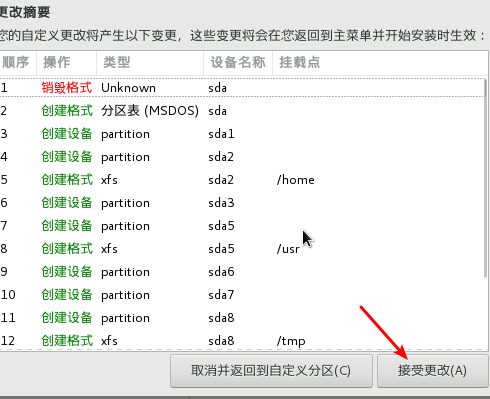 更改摘要
您的自定义更改将产生以下变更，这些变更将会在您返回到主菜单并开始安装时生效：
顺序 操作 类型 设备名称 挂载点
1 销毁格式 Unknown sda
2 创建格式 分区表 (MSDOS) sda
3 创建设备 partition sda1
4 创建设备 partition sda2
5 创建格式 xfs sda2 /home
6 创建设备 partition sda3
7 创建设备 partition sda5
8 创建格式 xfs sda5 /usr
9 创建设备 partition sda6
10 创建设备 partition sda7
11 创建设备 partition sda8
12 创建格式 xfs sda8 /tmp
取消并返回到自定义分区(C) 接受更改(A)